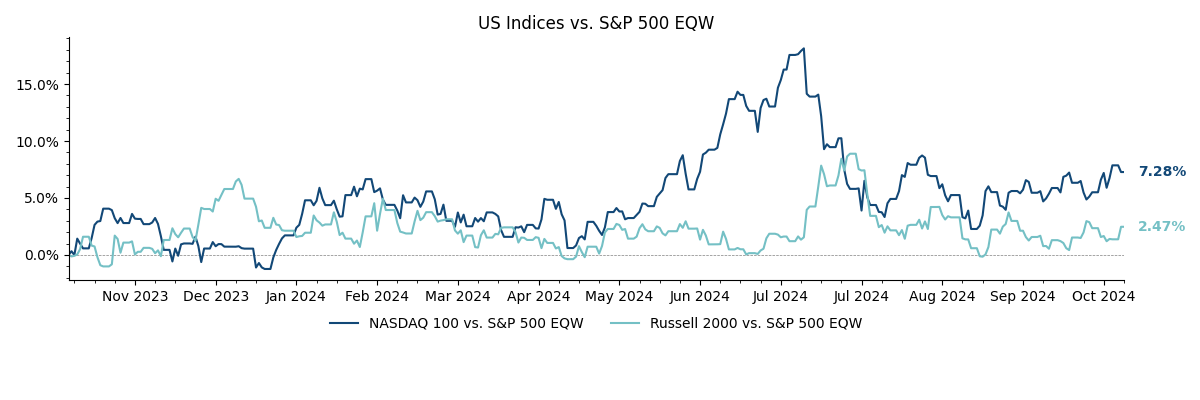 US Indices vs. S&P 500 EQW
15.0%
10.0%
5.0%
0.0%
7.28%
2.47%
Nov 2023 Dec 2023 Jan 2024 Feb 2024 Mar 2024 Apr 2024 May 2024 Jun 2024 Jul 2024 Jul 2024 Aug 2024 Sep 2024 Oct 2024
NASDAQ 100 vs. S&P 500 EQW Russell 2000 vs. S&P 500 EQW